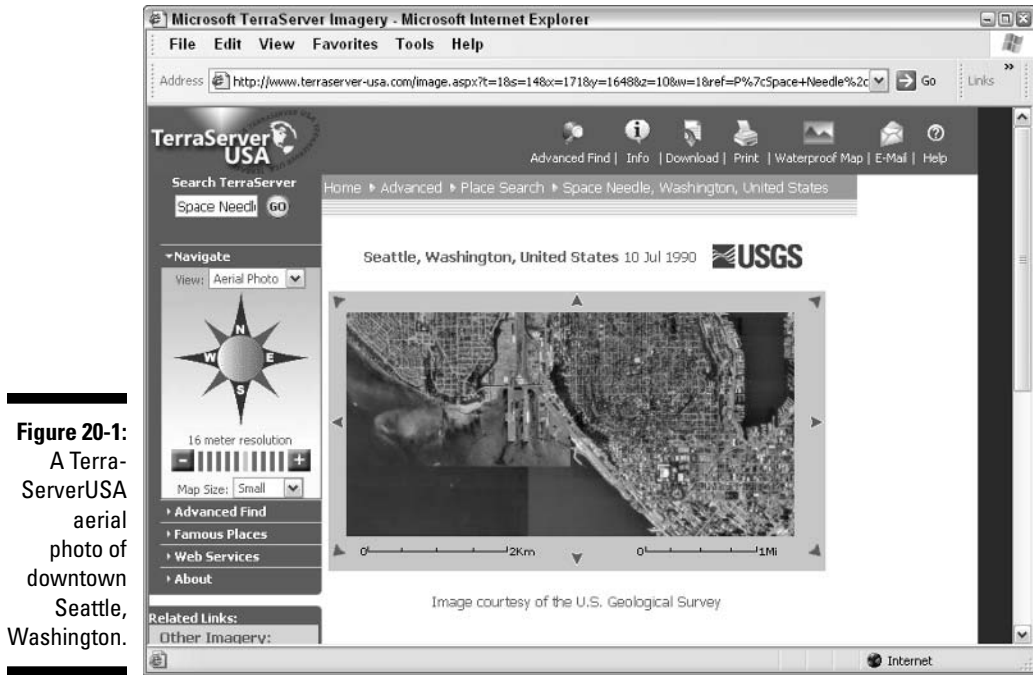 Microsoft TerraServer Imagery - Microsoft Internet Explorer
File Edit View Favorites Tools Help
Address http://www.terraserver-usa.com/image.aspx?t=1&s=14&x=171&y=1648&z=10&w=1&ref=P%7cSpace+Needle%2c Go Links »
TerraServer
USA
Advanced Find | Info | Download | Print | Waterproof Map | E-Mail | Help
Search TerraServer
Space Needl GO
Home Advanced Place Search Space Needle, Washington, United States
Navigate
View: Aerial Photo
Seattle, Washington, United States 10 Jul 1990 USGS
N
W E
S
16 meter resolution
- +
Map Size: Small
Advanced Find
Famous Places
Web Services
About
0 2Km 0 1Mi
Image courtesy of the U.S. Geological Survey
Related Links:
Other Imagery:
Internet
Figure 20-1:
A Terra-
ServerUSA
aerial
photo of
downtown
Seattle,
Washington.